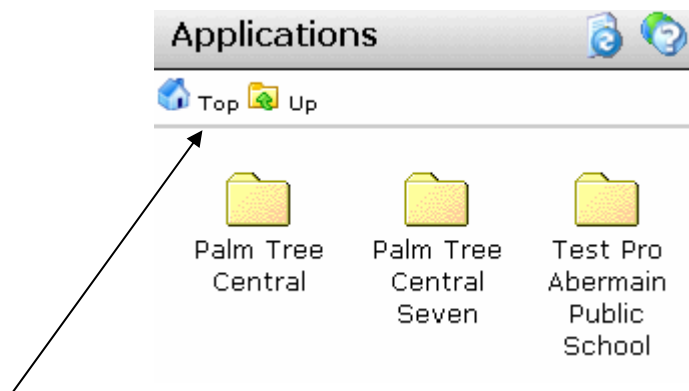 Applications
Top Up
Palm Tree Central
Palm Tree Central Seven
Test Pro Abermain Public School